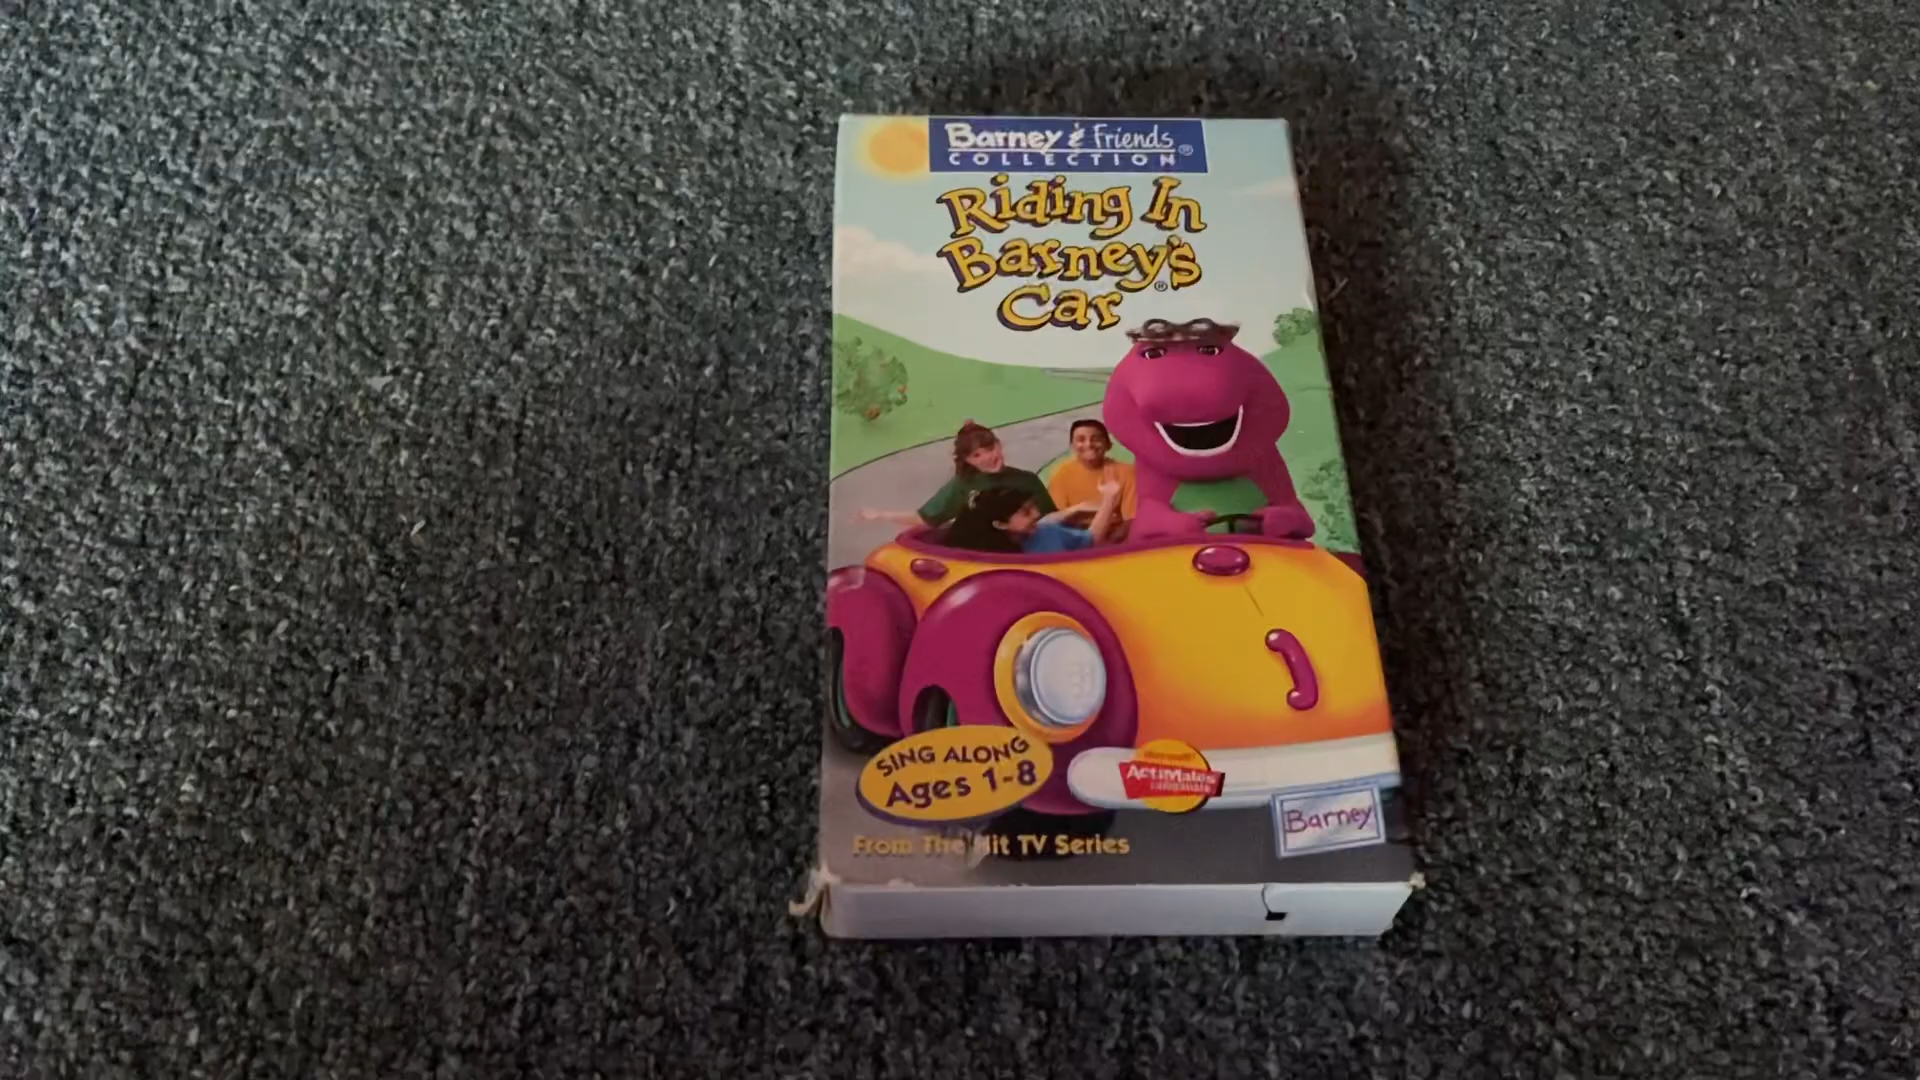 Barney & Friends
COLLECTION®
Riding In
Barney's®
Car
SING ALONG
Ages 1-8
ActiMates
Barney
From The Hit TV Series